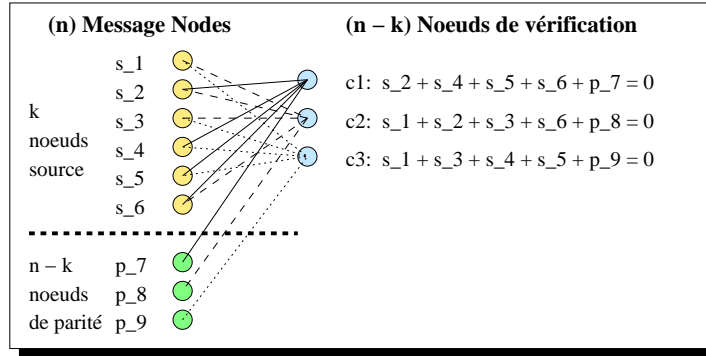 (n) Message Nodes
(n – k) Noeuds de vérification
s_1
s_2
s_3
s_4
s_5
s_6
k
noeuds
source
c1: s_2 + s_4 + s_5 + s_6 + p_7 = 0
c2: s_1 + s_2 + s_3 + s_6 + p_8 = 0
c3: s_1 + s_3 + s_4 + s_5 + p_9 = 0
n – k p_7
noeuds p_8
de parité p_9